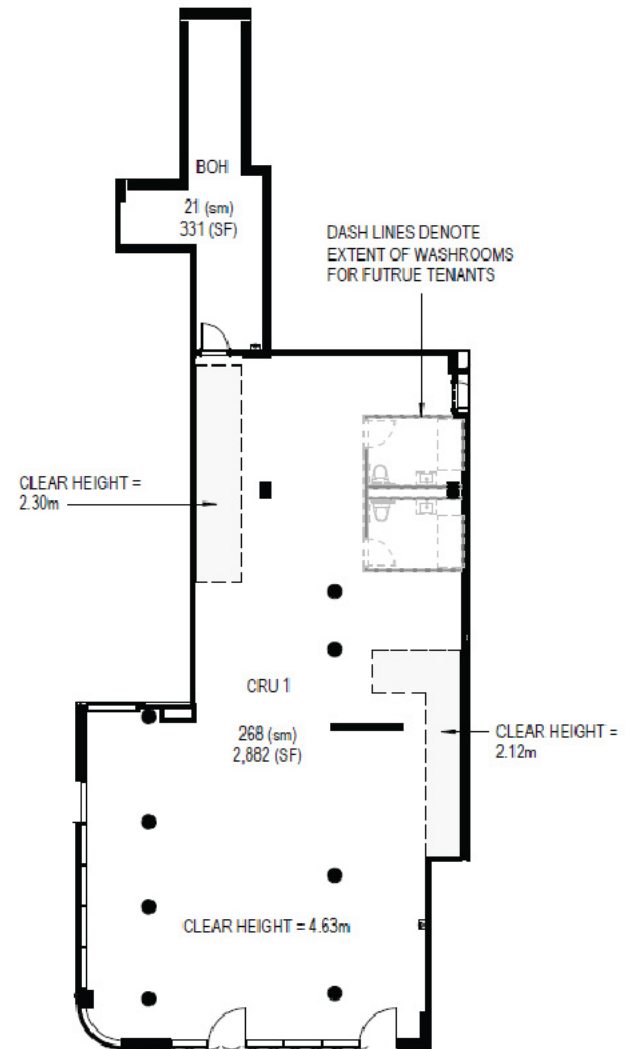 BOH
21 (sm)
331 (SF)
DASH LINES DENOTE
EXTENT OF WASHROOMS
FOR FUTRUE TENANTS
CLEAR HEIGHT =
2.30m
CRU 1
268 (sm)
2,882 (SF)
CLEAR HEIGHT =
2.12m
CLEAR HEIGHT = 4.63m